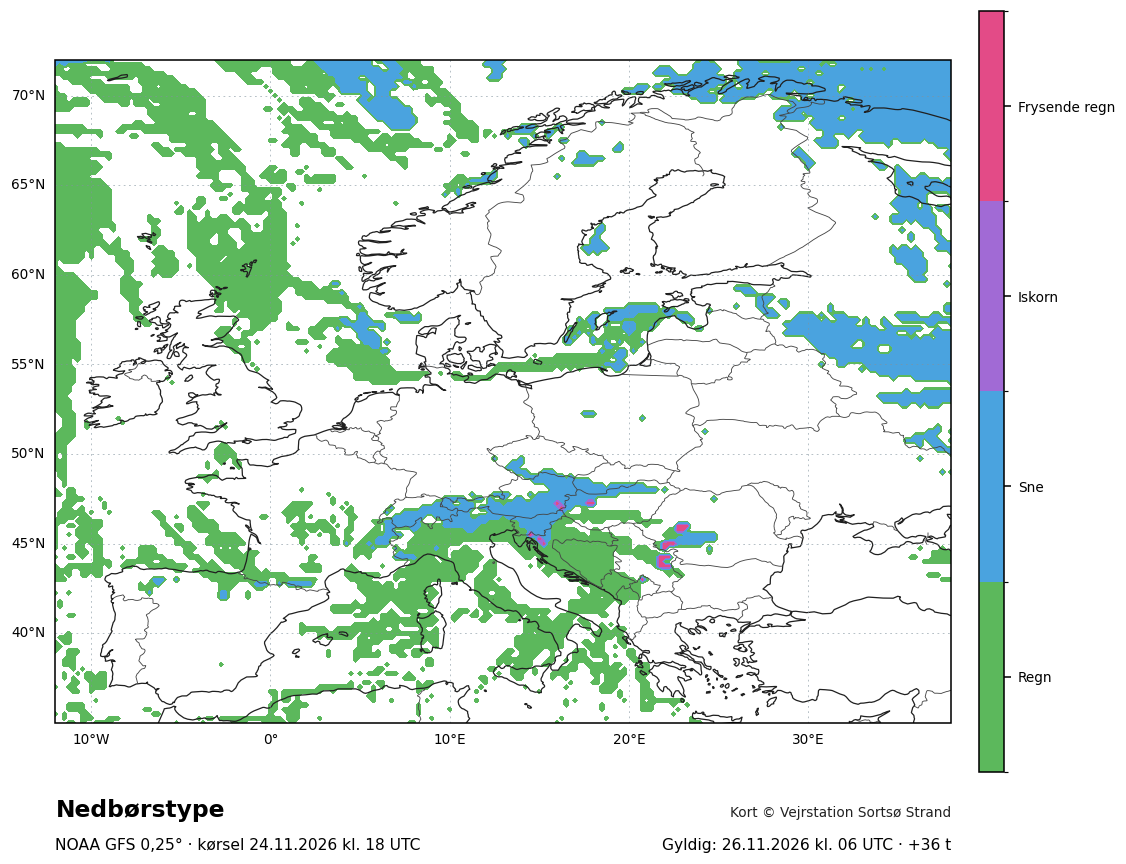 70°N
65°N
60°N
55°N
50°N
45°N
40°N
10°W
0°
10°E
20°E
30°E
Frysende regn
Iskorn
Sne
Regn
Nedbørstype
Kort © Vejrstation Sortsø Strand
NOAA GFS 0,25° · kørsel 24.11.2026 kl. 18 UTC
Gyldig: 26.11.2026 kl. 06 UTC · +36 t